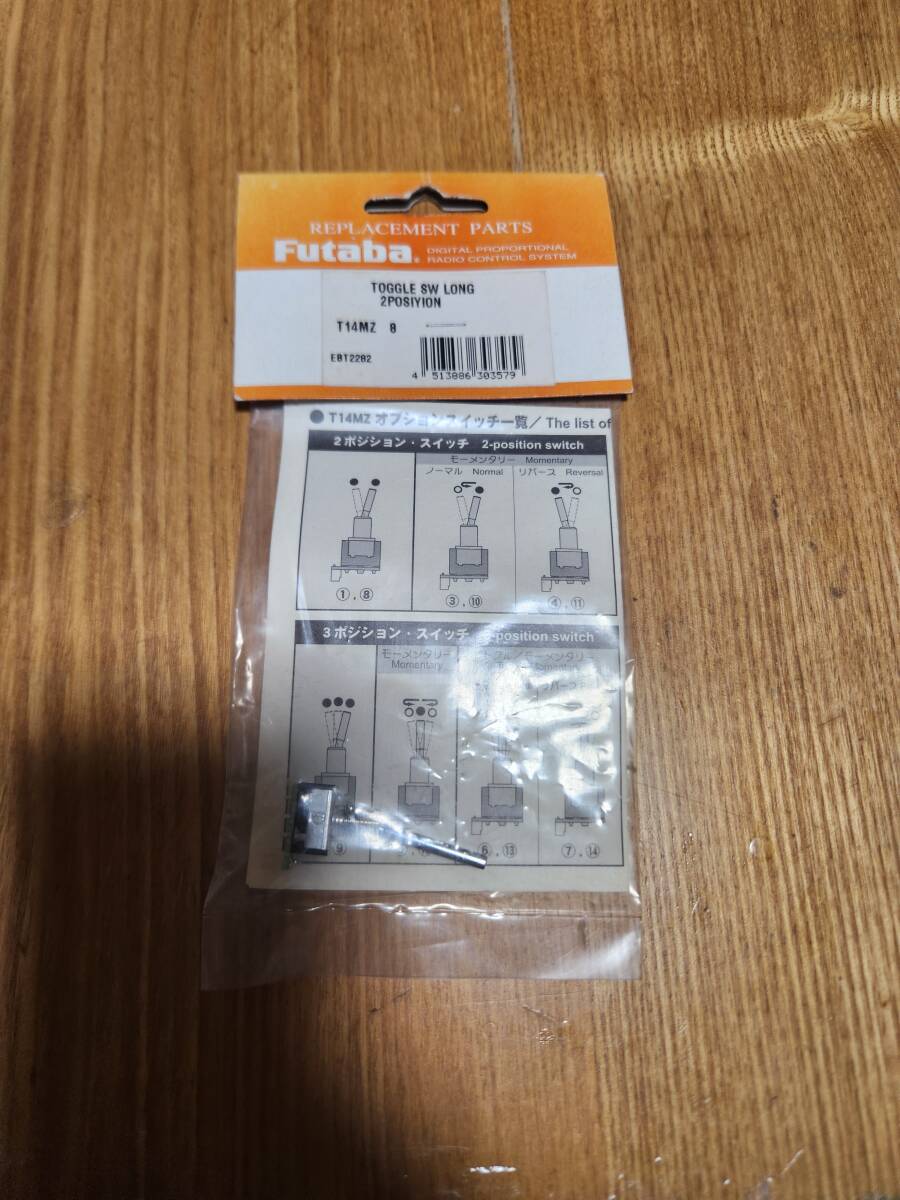 REPLACEMENT PARTS
Futaba. DIGITAL PROPORTIONAL
RADIO CONTROL SYSTEM
TOGGLE SW LONG
2POSIYION
T14MZ 8
EBT2282
4 513886 303579
● T14MZ オプションスイッチ一覧/ The list of
2ポジション・スイッチ 2-position switch
モーメンタリー Momentary
ノーマル Normal リバース Reversal
①,⑧ ③,⑩ ④,⑪
3ポジション・スイッチ position switch
モーメンタリー
Momentary
⑨ ⑥,⑬ ⑦,⑭